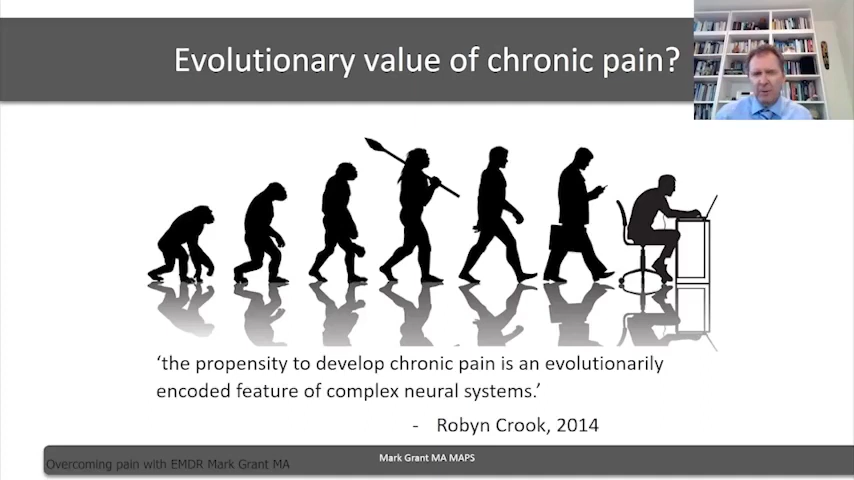 Evolutionary value of chronic pain?
‘the propensity to develop chronic pain is an evolutionarily
encoded feature of complex neural systems.’
- Robyn Crook, 2014
Mark Grant MA MAPS
Overcoming pain with EMDR Mark Grant MA